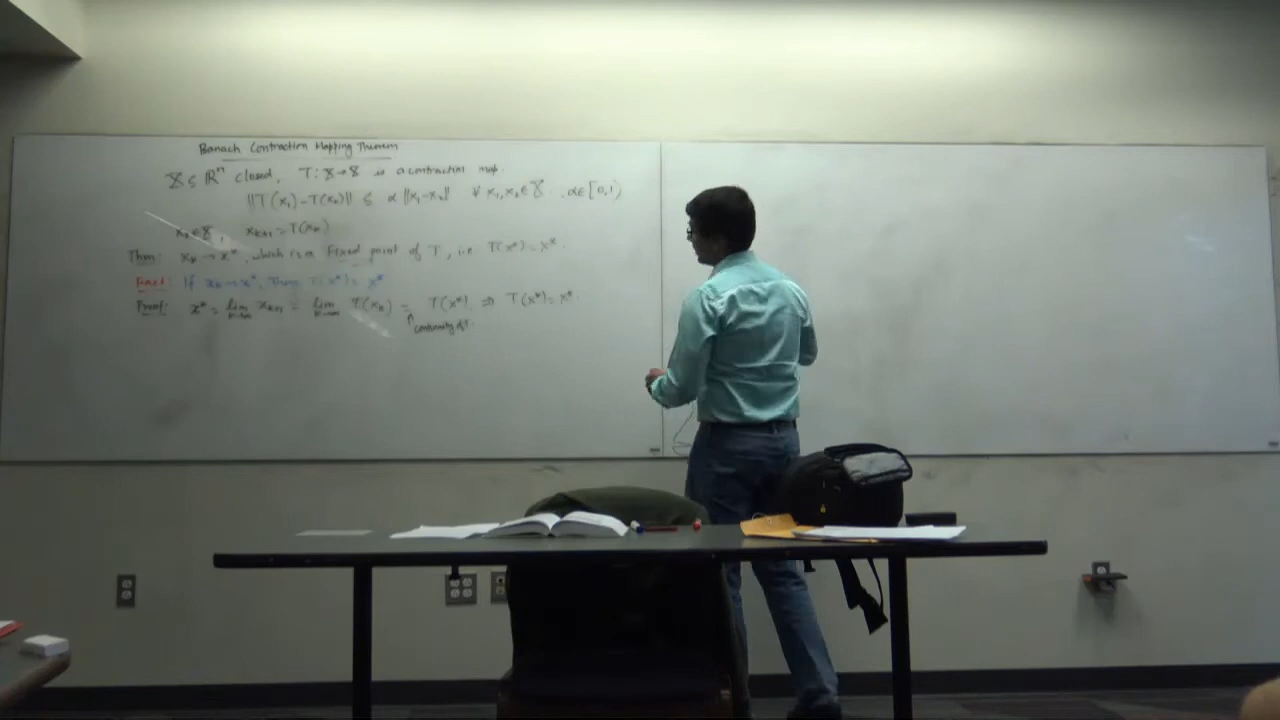 Banach Contraction Mapping Theorem
𝕏 ⊆ ℝⁿ closed, T: 𝕏→𝕏 is a contraction map.
||T(x₁) - T(x₂)|| ≤ α ||x₁-x₂|| ∀ x₁,x₂ ∈ 𝕏, α∈[0,1)
x₀ ∈ 𝕏, xₖ₊₁ = T(xₖ)
Then: xₖ → x*, which is a fixed point of T, i.e. T(x*) = x*.
Fact: If xₖ → x*, then T(x*) = x*
Proof: x* = lim xₖ₊₁ = lim T(xₖ) = T(x*) ⇒ T(x*) = x*.
k→∞ k→∞ ↑ continuity of T.